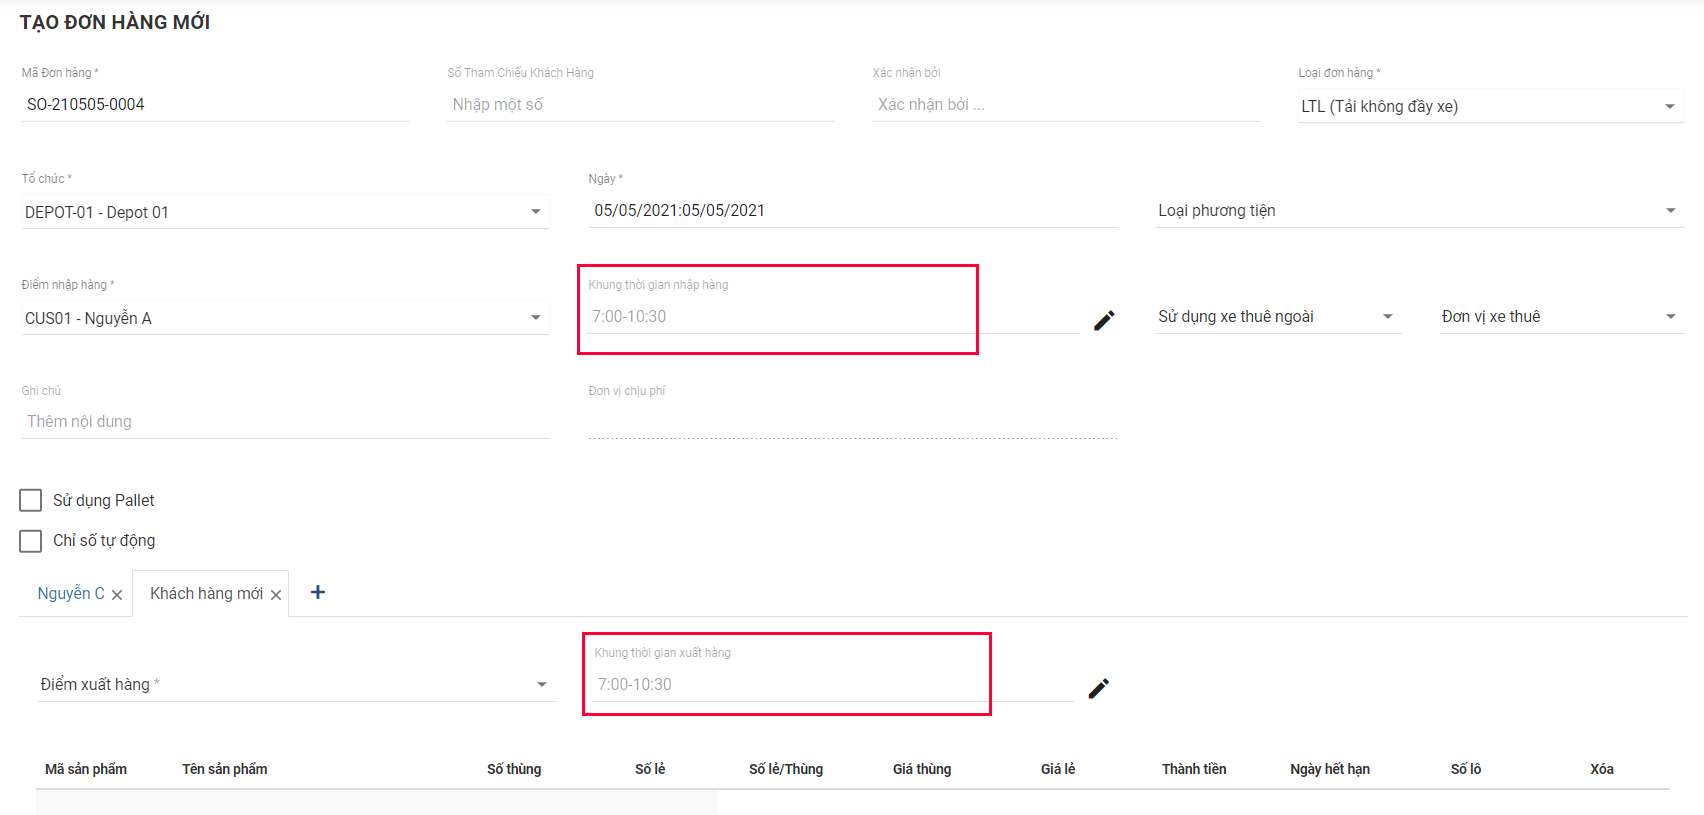 TẠO ĐƠN HÀNG MỚI
Mã Đơn hàng *
Số Tham Chiếu Khách Hàng
Xác nhận bởi
Loại đơn hàng *
SO-210505-0004
Nhập một số
Xác nhận bởi ...
LTL (Tải không đầy xe)
Tổ chức *
Ngày *
DEPOT-01 - Depot 01
05/05/2021:05/05/2021
Loại phương tiện
Điểm nhập hàng *
Khung thời gian nhập hàng
CUS01 - Nguyễn A
7:00-10:30
Sử dụng xe thuê ngoài
Đơn vị xe thuê
Ghi chú
Đơn vị chịu phí
Thêm nội dung
Sử dụng Pallet
Chỉ số tự động
Nguyễn C
Khách hàng mới
Khung thời gian xuất hàng
Điểm xuất hàng *
7:00-10:30
Mã sản phẩm
Tên sản phẩm
Số thùng
Số lẻ
Số lẻ/Thùng
Giá thùng
Giá lẻ
Thành tiền
Ngày hết hạn
Số lô
Xóa